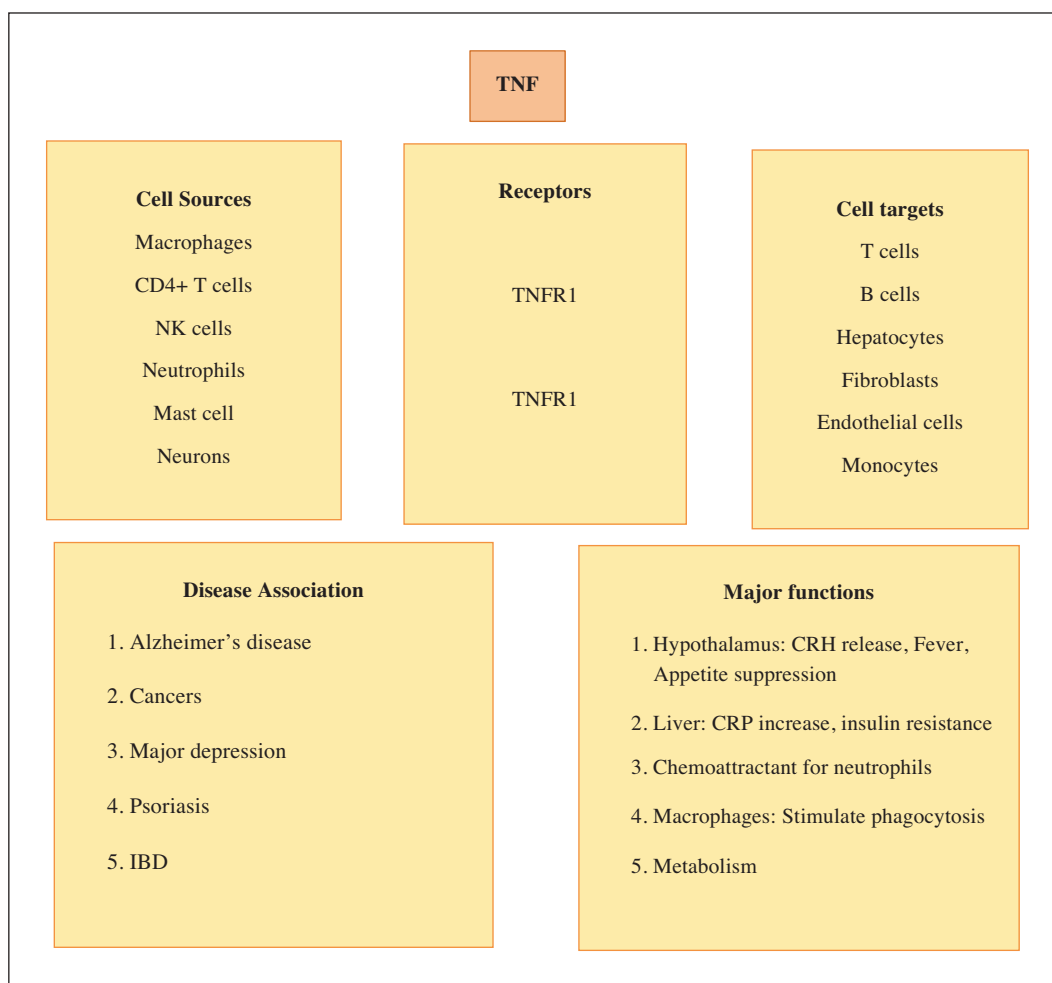 TNF
Cell Sources
Macrophages
CD4+ T cells
NK cells
Neutrophils
Mast cell
Neurons
Receptors
TNFR1
TNFR1
Cell targets
T cells
B cells
Hepatocytes
Fibroblasts
Endothelial cells
Monocytes
Disease Association
1. Alzheimer’s disease
2. Cancers
3. Major depression
4. Psoriasis
5. IBD
Major functions
1. Hypothalamus: CRH release, Fever,
Appetite suppression
2. Liver: CRP increase, insulin resistance
3. Chemoattractant for neutrophils
4. Macrophages: Stimulate phagocytosis
5. Metabolism